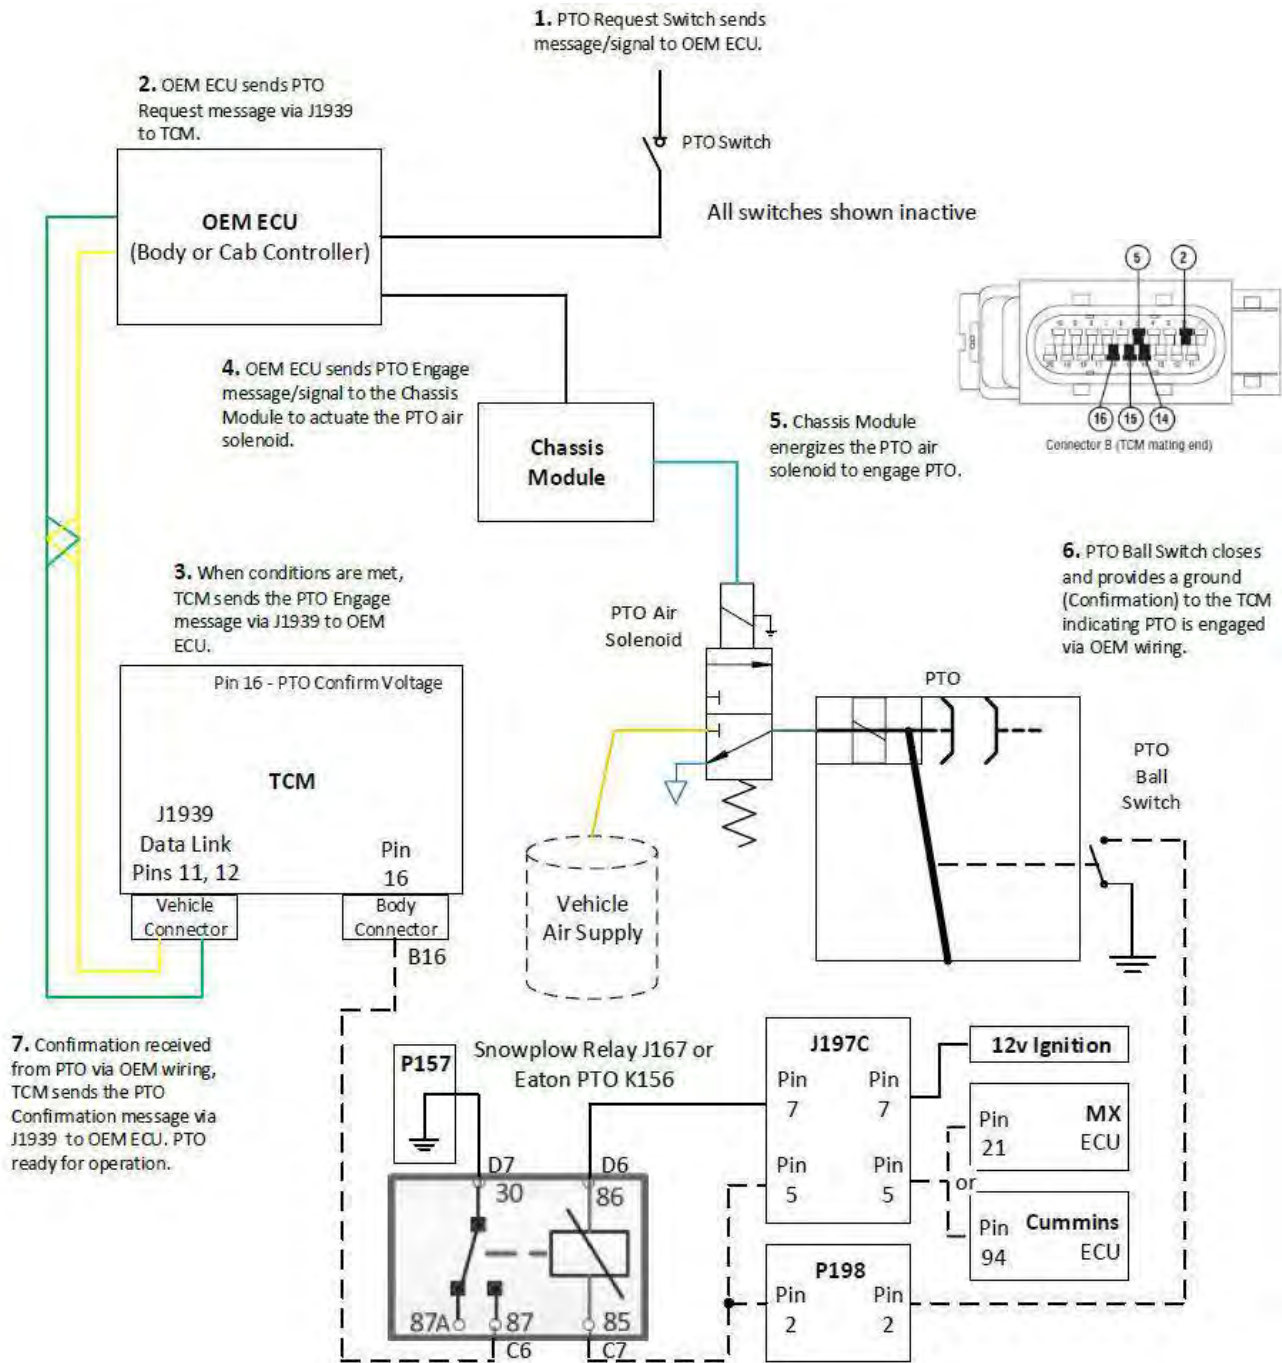 1. PTO Request Switch sends
message/signal to OEM ECU.
2. OEM ECU sends PTO
Request message via J1939
to TCM.
PTO Switch
OEM ECU
(Body or Cab Controller)
All switches shown inactive
5
2
16
15
14
Connector B (TCM mating end)
4. OEM ECU sends PTO Engage
message/signal to the Chassis
Module to actuate the PTO air
solenoid.
Chassis
Module
5. Chassis Module
energizes the PTO air
solenoid to engage PTO.
6. PTO Ball Switch closes
and provides a ground
(Confirmation) to the TCM
indicating PTO is engaged
via OEM wiring.
3. When conditions are met,
TCM sends the PTO Engage
message via J1939 to OEM
ECU.
PTO Air
Solenoid
Pin 16 - PTO Confirm Voltage
TCM
J1939
Data Link
Pins 11, 12
Pin
16
Vehicle
Connector
Body
Connector
B16
PTO
PTO
Ball
Switch
Vehicle
Air Supply
7. Confirmation received
from PTO via OEM wiring,
TCM sends the PTO
Confirmation message via
J1939 to OEM ECU. PTO
ready for operation.
P157
Snowplow Relay J167 or
Eaton PTO K156
D7
D6
30
86
87A
87
85
C6
C7
J197C
Pin
7
Pin
7
Pin
5
Pin
5
12v Ignition
Pin
21
MX
ECU
or
Pin
94
Cummins
ECU
P198
Pin
2
Pin
2